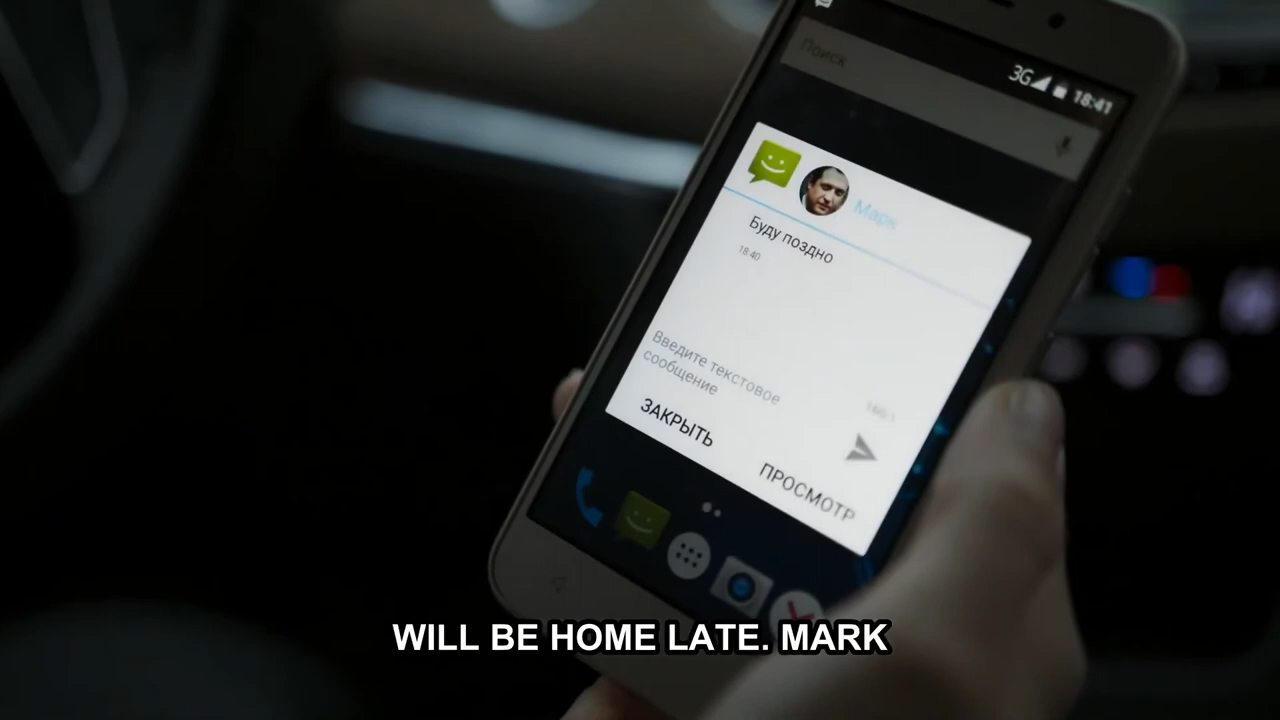 Поиск
3G 18:41
Марк
Буду поздно
18:40
Введите текстовое
сообщение
ЗАКРЫТЬ
ПРОСМОТР
WILL BE HOME LATE. MARK